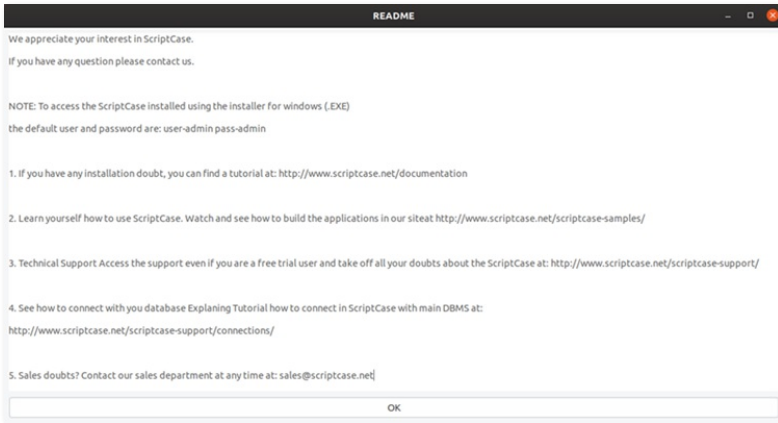 README
We appreciate your interest in ScriptCase.
If you have any question please contact us.
NOTE: To access the ScriptCase installed using the installer for windows (.EXE)
the default user and password are: user-admin pass-admin
1. If you have any installation doubt, you can find a tutorial at: http://www.scriptcase.net/documentation
2. Learn yourself how to use ScriptCase. Watch and see how to build the applications in our siteat http://www.scriptcase.net/scriptcase-samples/
3. Technical Support Access the support even if you are a free trial user and take off all your doubts about the ScriptCase at: http://www.scriptcase.net/scriptcase-support/
4. See how to connect with you database Explaning Tutorial how to connect in ScriptCase with main DBMS at:
http://www.scriptcase.net/scriptcase-support/connections/
5. Sales doubts? Contact our sales department at any time at: sales@scriptcase.net
OK